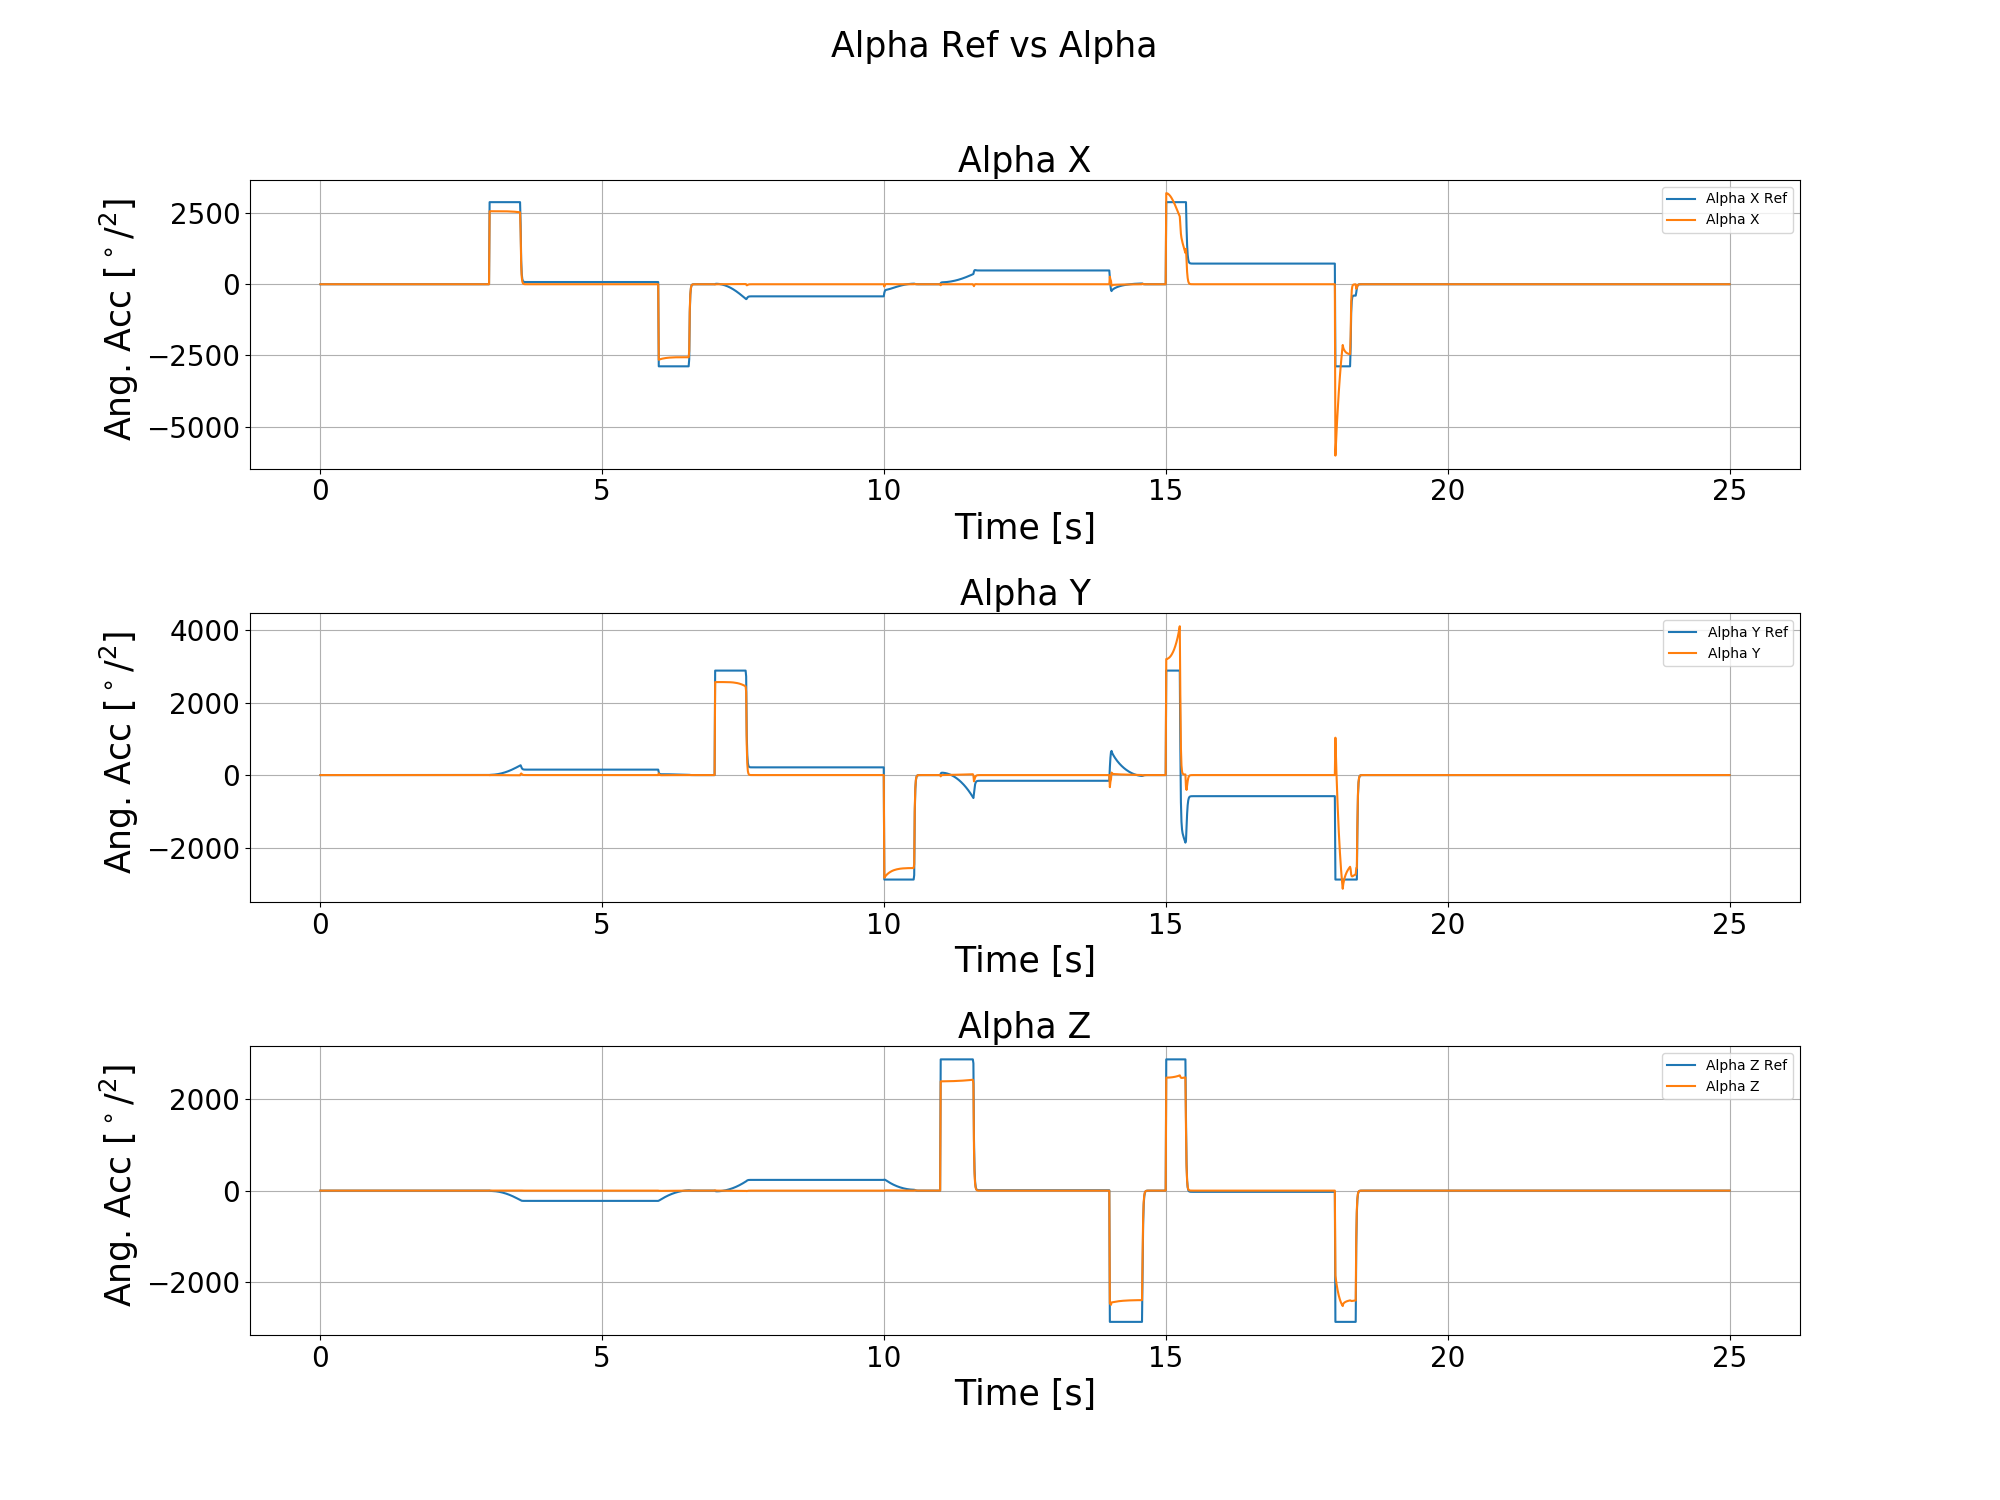 Alpha Ref vs Alpha
Alpha X
Ang. Acc [°/²]
2500
0
−2500
−5000
Alpha X Ref
Alpha X
0 5 10 15 20 25
Time [s]
Alpha Y
Ang. Acc [°/²]
4000
2000
0
−2000
Alpha Y Ref
Alpha Y
0 5 10 15 20 25
Time [s]
Alpha Z
Ang. Acc [°/²]
2000
0
−2000
Alpha Z Ref
Alpha Z
0 5 10 15 20 25
Time [s]